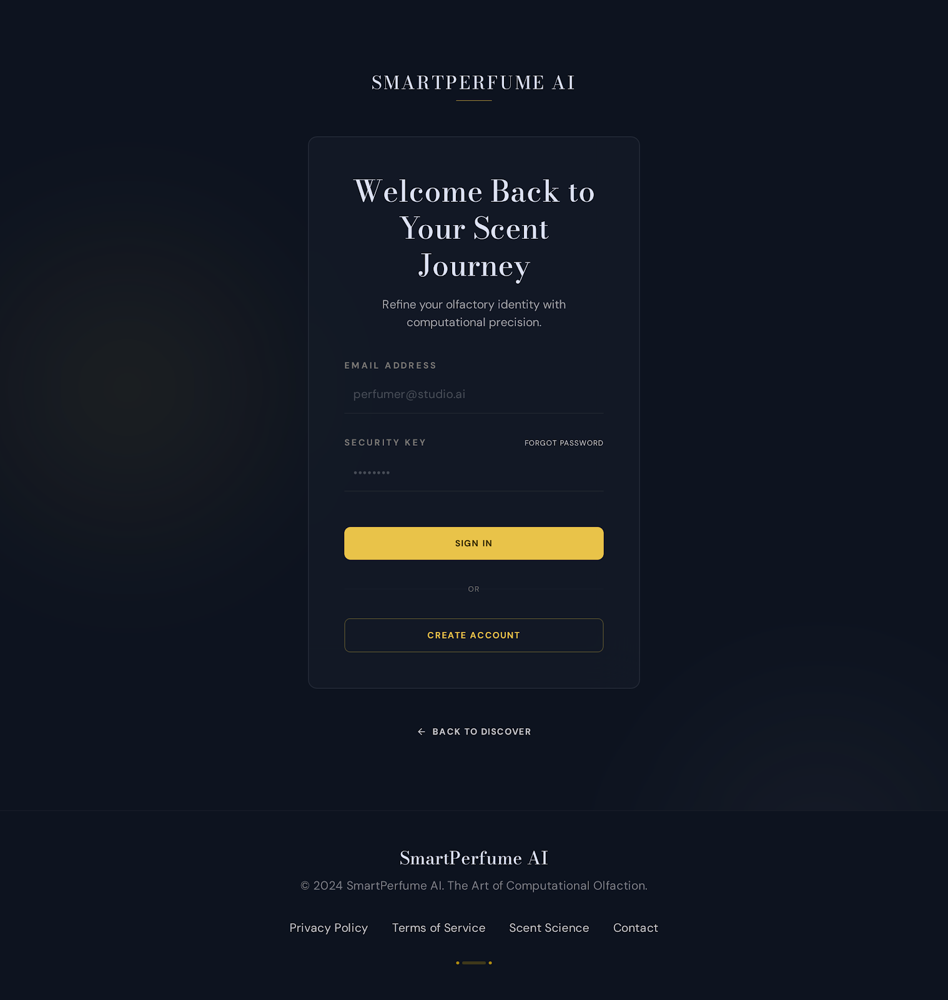 SMARTPERFUME AI
Welcome Back to
Your Scent
Journey
Refine your olfactory identity with
computational precision.
EMAIL ADDRESS
perfumer@studio.ai
SECURITY KEY
FORGOT PASSWORD
••••••••
SIGN IN
OR
CREATE ACCOUNT
← BACK TO DISCOVER
SmartPerfume AI
© 2024 SmartPerfume AI. The Art of Computational Olfaction.
Privacy Policy Terms of Service Scent Science Contact